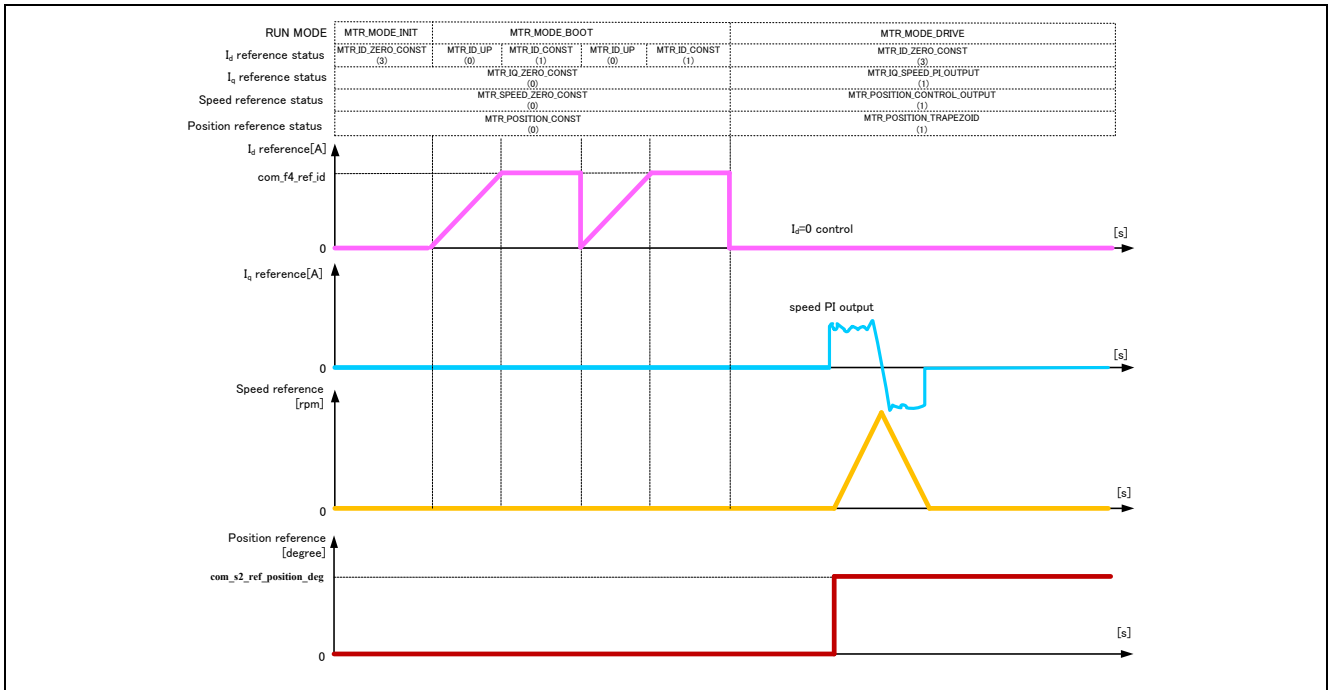 RUN MODE MTR_MODE_INIT MTR_MODE_BOOT MTR_MODE_DRIVE
Id reference status MTR_ID_ZERO_CONST (3) MTR_ID_UP (0) MTR_ID_CONST (1) MTR_ID_UP (0) MTR_ID_CONST (1) MTR_ID_ZERO_CONST (3)
Iq reference status MTR_IQ_ZERO_CONST (0) MTR_IQ_SPEED_PI_OUTPUT (1)
Speed reference status MTR_SPEED_ZERO_CONST (0) MTR_POSITION_CONTROL_OUTPUT (1)
Position reference status MTR_POSITION_CONST (0) MTR_POSITION_TRAPEZOID (1)
Id reference[A]
com_f4_ref_id
Id=0 control
[s]
0
Iq reference[A]
speed PI output
[s]
0
Speed reference
[rpm]
[s]
0
Position reference
[degree]
com_s2_ref_position_deg
[s]
0